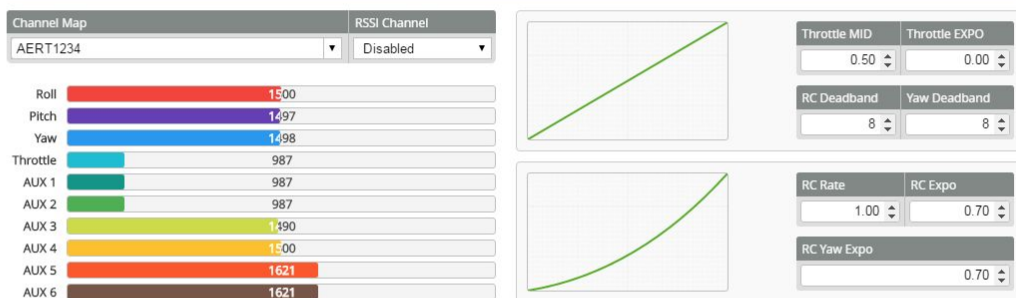 Channel Map RSSI Channel
AERT1234 Disabled
Roll 1500
Pitch 1497
Yaw 1498
Throttle 987
AUX 1 987
AUX 2 987
AUX 3 1490
AUX 4 1500
AUX 5 1621
AUX 6 1621
Throttle MID Throttle EXPO
0.50 0.00
RC Deadband Yaw Deadband
8 8
RC Rate RC Expo
1.00 0.70
RC Yaw Expo
0.70